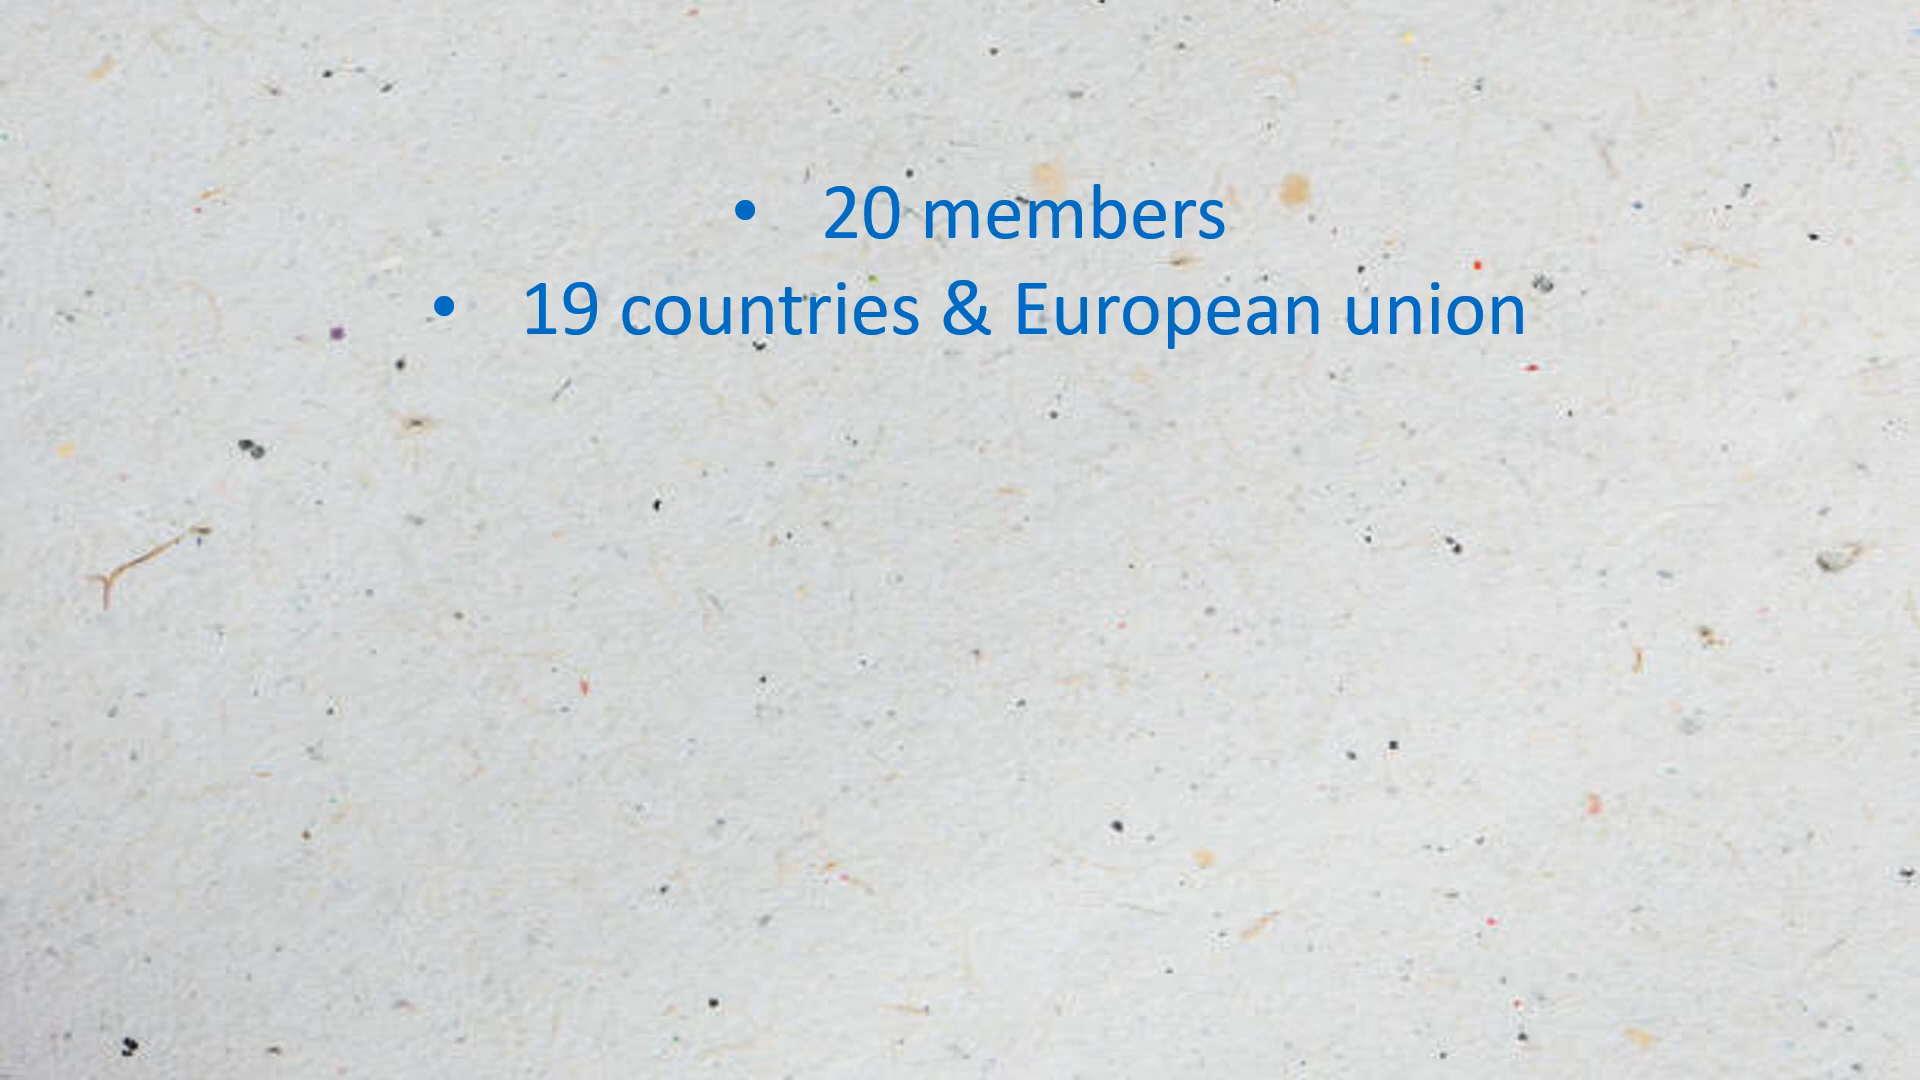 • 20 members
• 19 countries & European union